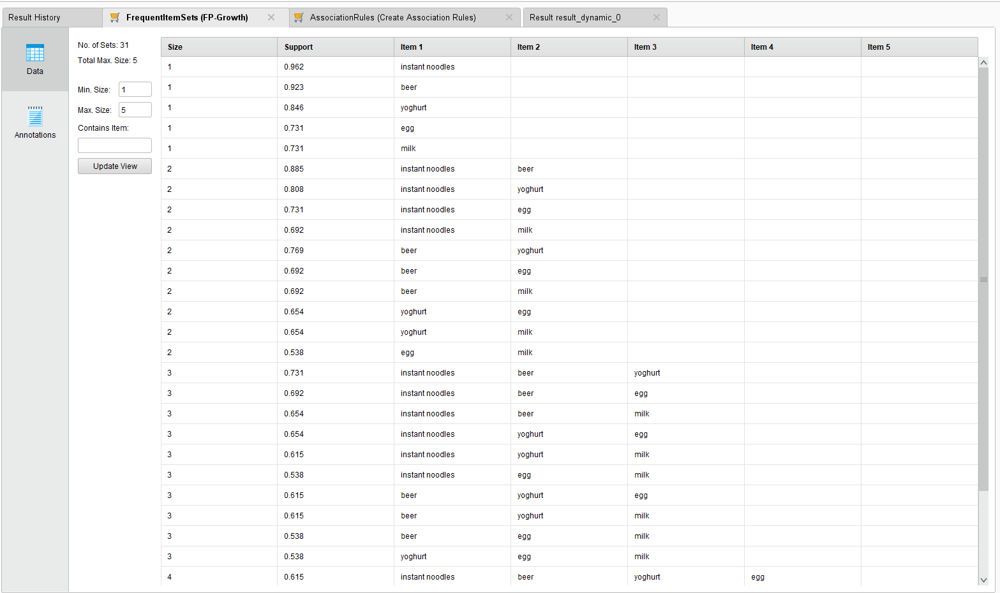 Result History
FrequentItemSets (FP-Growth)
AssociationRules (Create Association Rules)
Result result_dynamic_0
Data
Annotations
No. of Sets: 31
Total Max. Size: 5
Min. Size: 1
Max. Size: 5
Contains Item:
Update View
Size Support Item 1 Item 2 Item 3 Item 4 Item 5
1 0.962 instant noodles
1 0.923 beer
1 0.846 yoghurt
1 0.731 egg
1 0.731 milk
2 0.885 instant noodles beer
2 0.808 instant noodles yoghurt
2 0.731 instant noodles egg
2 0.692 instant noodles milk
2 0.769 beer yoghurt
2 0.692 beer egg
2 0.692 beer milk
2 0.654 yoghurt egg
2 0.654 yoghurt milk
2 0.538 egg milk
3 0.731 instant noodles beer yoghurt
3 0.692 instant noodles beer egg
3 0.654 instant noodles beer milk
3 0.654 instant noodles yoghurt egg
3 0.615 instant noodles yoghurt milk
3 0.538 instant noodles egg milk
3 0.615 beer yoghurt egg
3 0.615 beer yoghurt milk
3 0.538 beer egg milk
3 0.538 yoghurt egg milk
4 0.615 instant noodles beer yoghurt egg